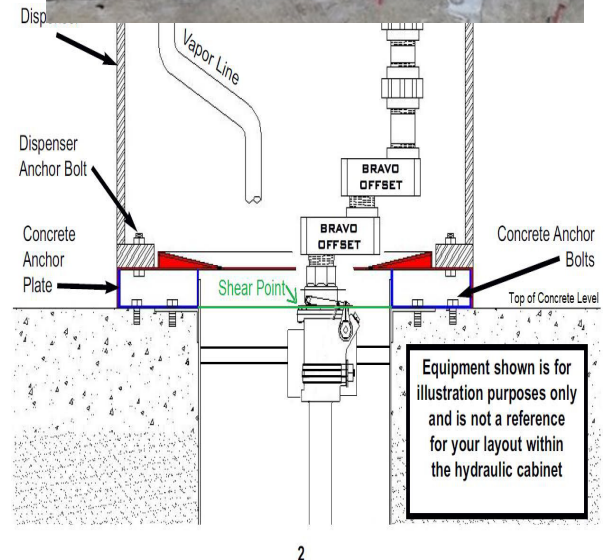 Vapor Line
Dispenser
Anchor Bolt
BRAVO
OFFSET
BRAVO
OFFSET
Concrete
Anchor
Plate
Concrete Anchor
Bolts
Shear Point
Top of Concrete Level
Equipment shown is for
illustration purposes only
and is not a reference
for your layout within
the hydraulic cabinet
2